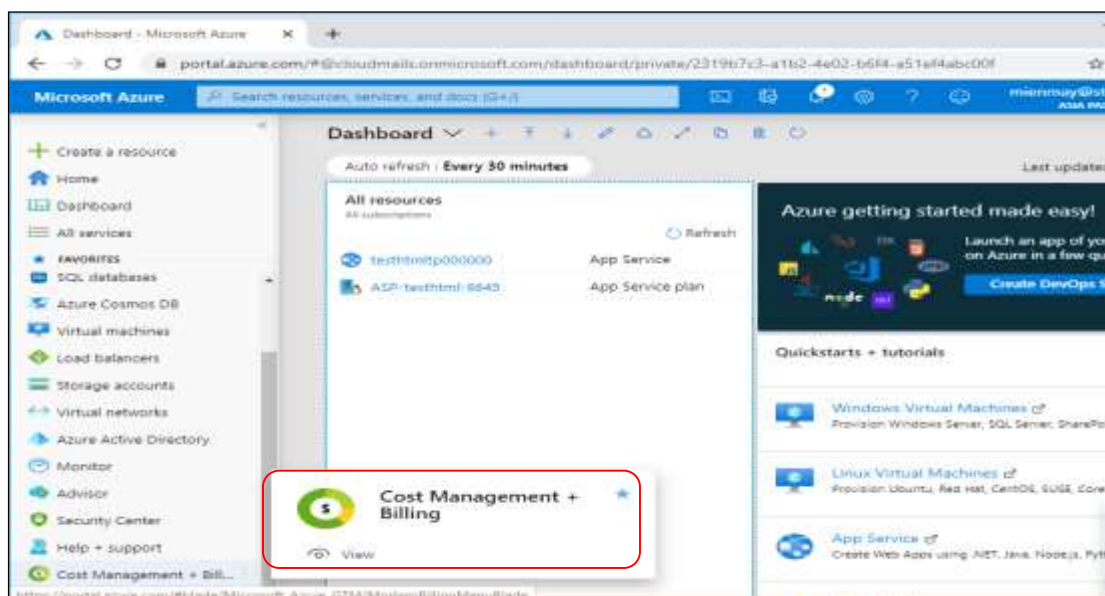 Dashboard - Microsoft Azure
portal.azure.com/#@cloudmails.onmicrosoft.com/dashboard/private/2319b7c3-a1b2-4e02-b6f4-a51ef4abc00f
Microsoft Azure
Search resources, services, and docs (G+/)
mienmay@st
ASIA PA
Create a resource
Home
Dashboard
All services
FAVORITES
SQL databases
Azure Cosmos DB
Virtual machines
Load balancers
Storage accounts
Virtual networks
Azure Active Directory
Monitor
Advisor
Security Center
Help + support
Cost Management + Bill...
Dashboard
Auto refresh : Every 30 minutes
Last update
All resources
All subscriptions
Refresh
App Service
App Service plan
Cost Management +
Billing
View
Azure getting started made easy!
Launch an app of yo
on Azure in a few qu
Create DevOps S
Quickstarts + tutorials
Windows Virtual Machines
Provision Windows Server, SQL Server, SharePo
Linux Virtual Machines
Provision Ubuntu, Red Hat, CentOS, SUSE, Core
App Service
Create Web Apps using .NET, Java, Node.js, Pyt